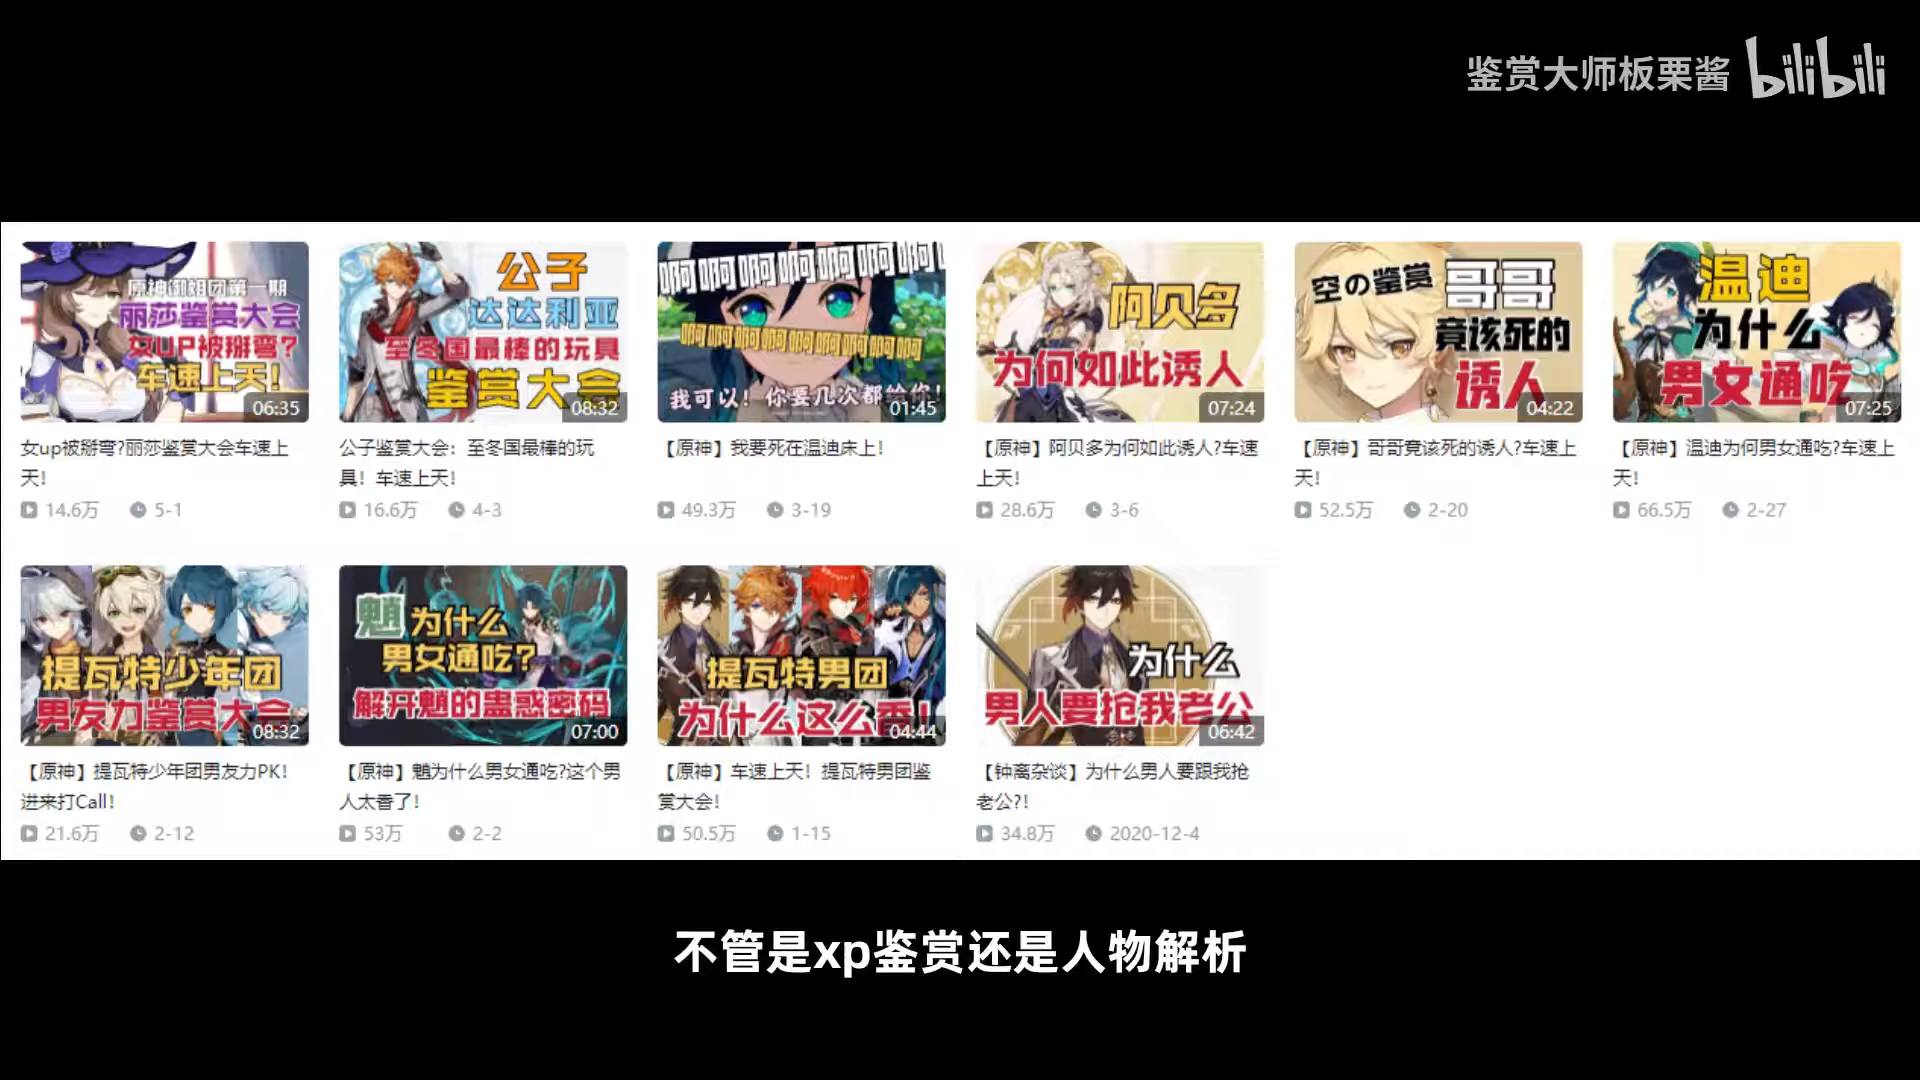 鉴赏大师板栗酱 bilibili
原神御姐团第一期
丽莎鉴赏大会
女UP被掰弯?
车速上天!
06:35
公子
达达利亚
至冬国最棒的玩具
鉴赏大会
08:32
啊啊啊啊啊啊啊
啊啊啊啊啊啊啊啊啊
我可以!你要几次都给你!
01:45
阿贝多
为何如此诱人
07:24
空の鉴赏
哥哥
竟该死的
诱人
04:22
温迪
为什么
男女通吃
07:25
女up被掰弯?丽莎鉴赏大会车速上
天!
14.6万 5-1
公子鉴赏大会:至冬国最棒的玩
具!车速上天!
16.6万 4-3
【原神】我要死在温迪床上!
49.3万 3-19
【原神】阿贝多为何如此诱人?车速
上天!
28.6万 3-6
【原神】哥哥竟该死的诱人?车速上
天!
52.5万 2-20
【原神】温迪为何男女通吃?车速上
天!
66.5万 2-27
提瓦特少年团
男友力鉴赏大会
08:32
魈为什么
男女通吃?
解开魈的蛊惑密码
07:00
提瓦特男团
为什么这么香!
04:44
为什么
男人要抢我老公
06:42
【原神】提瓦特少年团男友力PK!
进来打Call!
21.6万 2-12
【原神】魈为什么男女通吃?这个男
人太香了!
53万 2-2
【原神】车速上天!提瓦特男团鉴
赏大会!
50.5万 1-15
【钟离杂谈】为什么男人要跟我抢
老公?!
34.8万 2020-12-4
不管是xp鉴赏还是人物解析